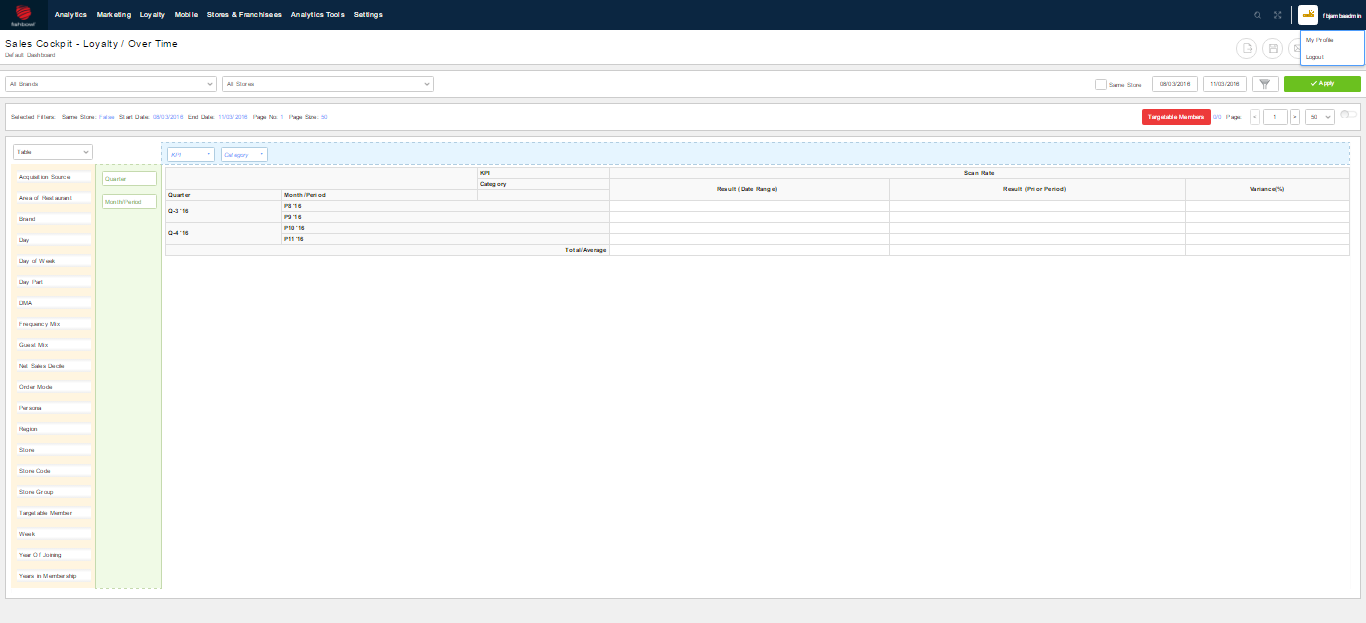 fishbowl
Analytics Marketing Loyalty Mobile Stores & Franchisees Analytics Tools Settings
fbjambaadmin
My Profile
Logout
Sales Cockpit - Loyalty / Over Time
Default Dashboard
All Brands All Stores Same Store 08/03/2016 11/03/2016 Apply
Selected Filters: Same Store: False Start Date: 08/03/2016 End Date: 11/03/2016 Page No: 1 Page Size: 50 Targetable Members 0/0 Page: « 1 » 50
Table KPI Category
Acquisition Source
Area of Restaurant
Brand
Day
Day of Week
Day Part
DMA
Frequency Mix
Guest Mix
Net Sales Decile
Order Mode
Persona
Region
Store
Store Code
Store Group
Targetable Member
Week
Year Of Joining
Years in Membership
Quarter
Month/Period
KPI Scan Rate
Category Result (Date Range) Result (Prior Period) Variance(%)
Quarter Month/Period
Q-3 '16 P8 '16
P9 '16
Q-4 '16 P10 '16
P11 '16
Total/Average